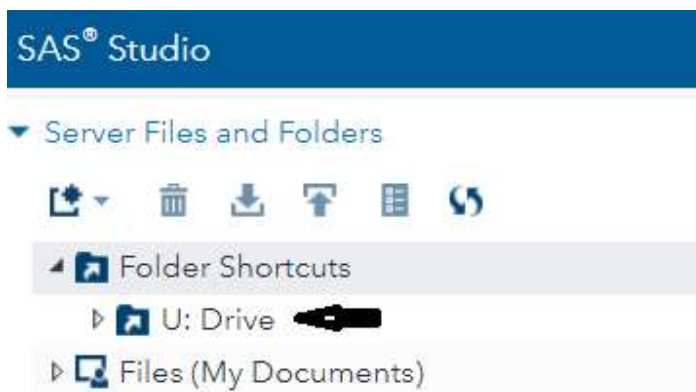 SAS® Studio
Server Files and Folders
Folder Shortcuts
U: Drive
Files (My Documents)